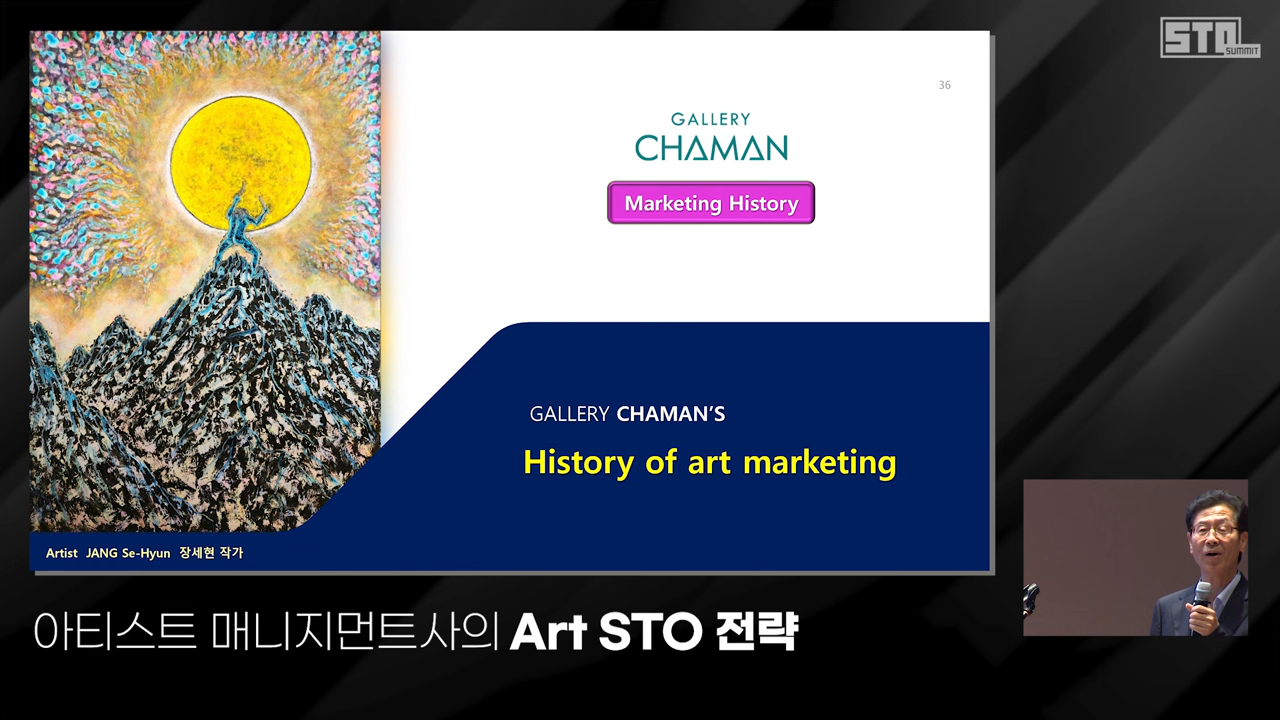 STO
SUMMIT
36
GALLERY
CHAMAN
Marketing History
GALLERY CHAMAN'S
History of art marketing
Artist JANG Se-Hyun 장세현 작가
아티스트 매니지먼트사의 Art STO 전략